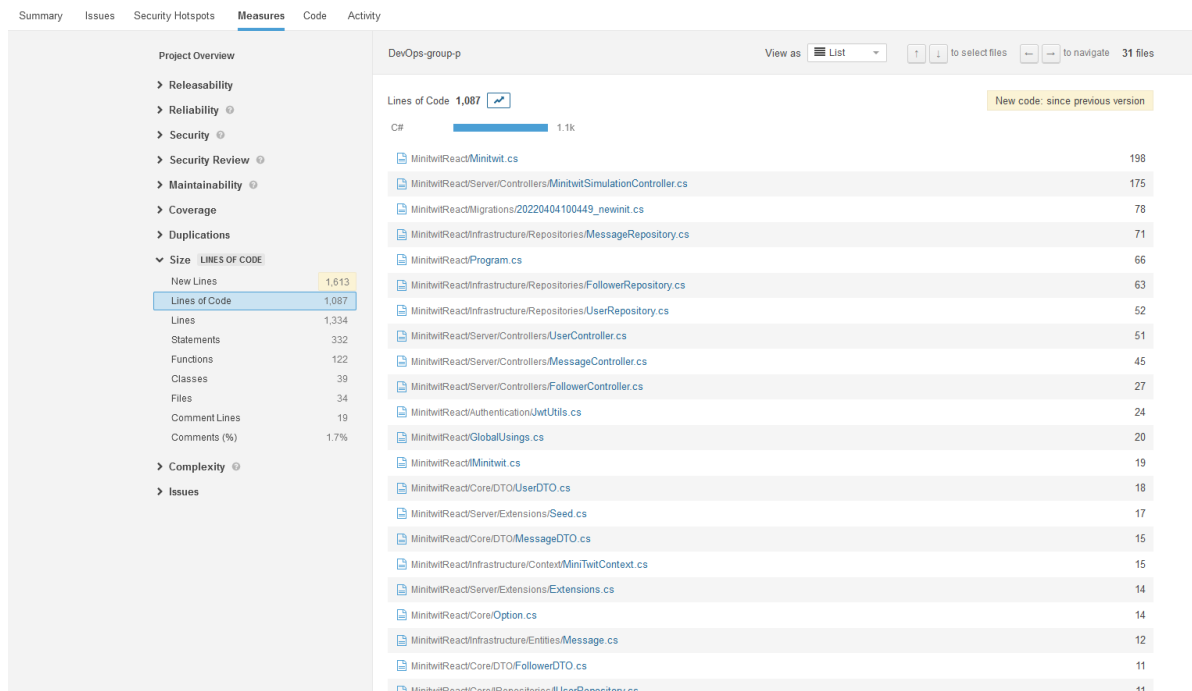 Summary Issues Security Hotspots Measures Code Activity
Project Overview
Releasability
Reliability
Security
Security Review
Maintainability
Coverage
Duplications
Size LINES OF CODE
New Lines 1,613
Lines of Code 1,087
Lines 1,334
Statements 332
Functions 122
Classes 39
Files 34
Comment Lines 19
Comments (%) 1.7%
Complexity
Issues
DevOps-group-p View as List ↑ ↓ to select files ← → to navigate 31 files
Lines of Code 1,087 New code: since previous version
C# 1.1k
MinitwitReact/Minitwit.cs 198
MinitwitReact/Server/Controllers/MinitwitSimulationController.cs 175
MinitwitReact/Migrations/20220404100449_newinit.cs 78
MinitwitReact/Infrastructure/Repositories/MessageRepository.cs 71
MinitwitReact/Program.cs 66
MinitwitReact/Infrastructure/Repositories/FollowerRepository.cs 63
MinitwitReact/Infrastructure/Repositories/UserRepository.cs 52
MinitwitReact/Server/Controllers/UserController.cs 51
MinitwitReact/Server/Controllers/MessageController.cs 45
MinitwitReact/Server/Controllers/FollowerController.cs 27
MinitwitReact/Authentication/JwtUtils.cs 24
MinitwitReact/GlobalUsings.cs 20
MinitwitReact/IMinitwit.cs 19
MinitwitReact/Core/DTO/UserDTO.cs 18
MinitwitReact/Server/Extensions/Seed.cs 17
MinitwitReact/Core/DTO/MessageDTO.cs 15
MinitwitReact/Infrastructure/Context/MiniTwitContext.cs 15
MinitwitReact/Server/Extensions/Extensions.cs 14
MinitwitReact/Core/Option.cs 14
MinitwitReact/Infrastructure/Entities/Message.cs 12
MinitwitReact/Core/DTO/FollowerDTO.cs 11
MinitwitReact/Core/IRepositories/IUserRepository.cs 11